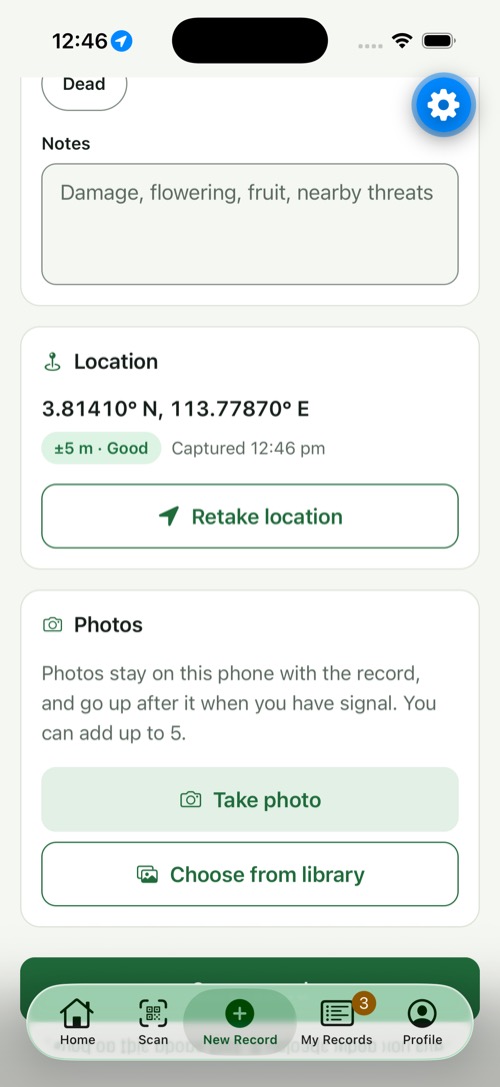 12:46
Dead
Notes
Damage, flowering, fruit, nearby threats
Location
3.81410° N, 113.77870° E
±5 m · Good
Captured 12:46 pm
Retake location
Photos
Photos stay on this phone with the record,
and go up after it when you have signal. You
can add up to 5.
Take photo
Choose from library
3
Home
Scan
New Record
My Records
Profile